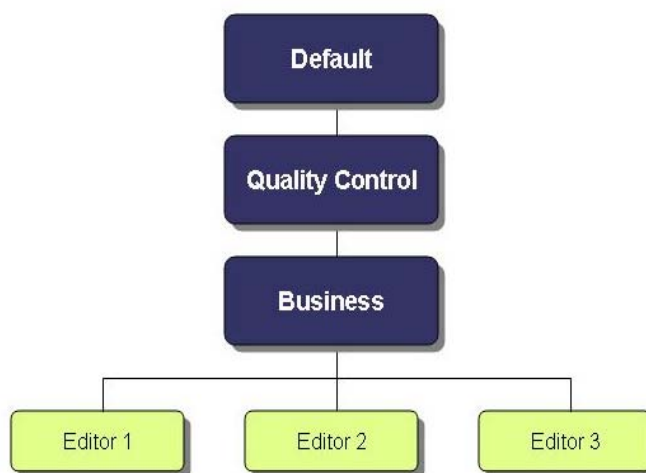 Default
Quality Control
Business
Editor 1
Editor 2
Editor 3